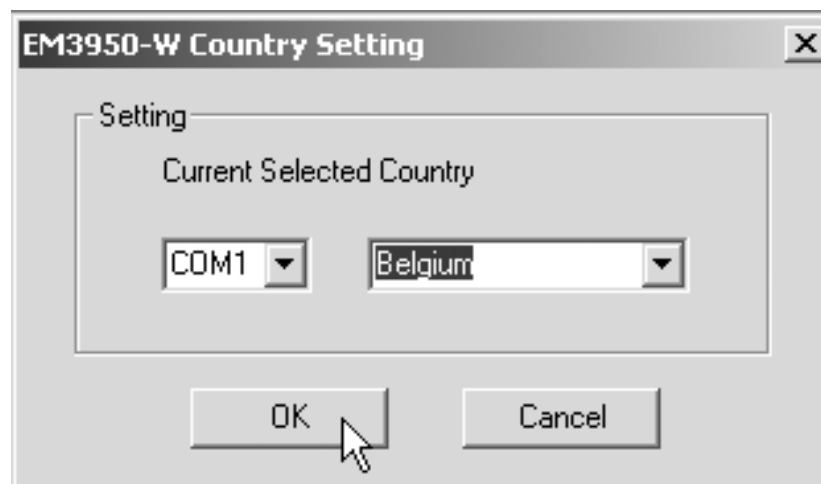 EM3950-W Country Setting
Setting
Current Selected Country
COM1 Belgium
OK Cancel